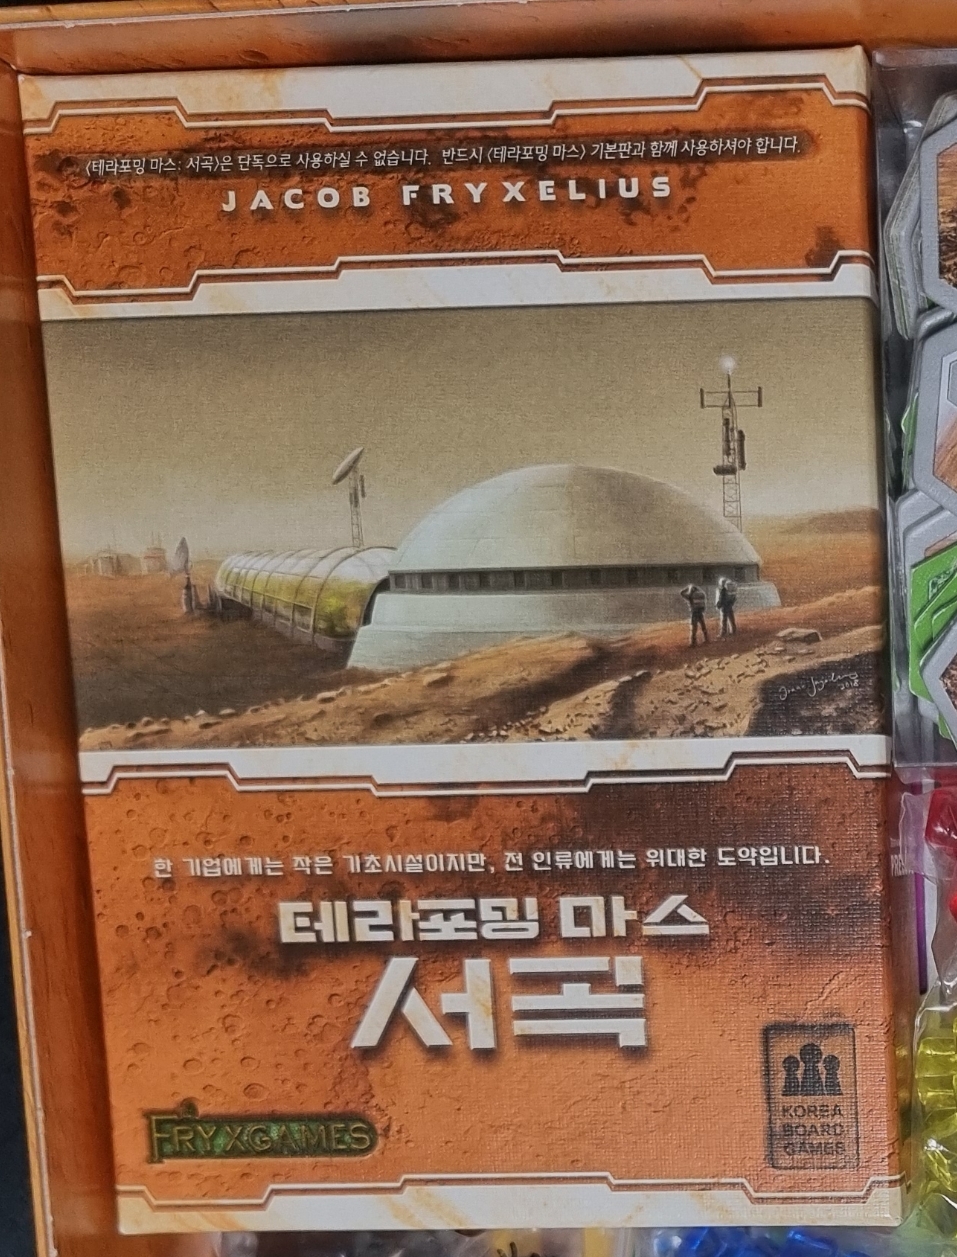 <테라포밍 마스: 서곡>은 단독으로 사용하실 수 없습니다. 반드시 <테라포밍 마스> 기본판과 함께 사용하셔야 합니다.
JACOB FRYXELIUS
2018
한 기업에게는 작은 기초시설이지만, 전 인류에게는 위대한 도약입니다.
테라포밍 마스
서곡
FRYXGAMES
KOREA
BOARD
GAMES